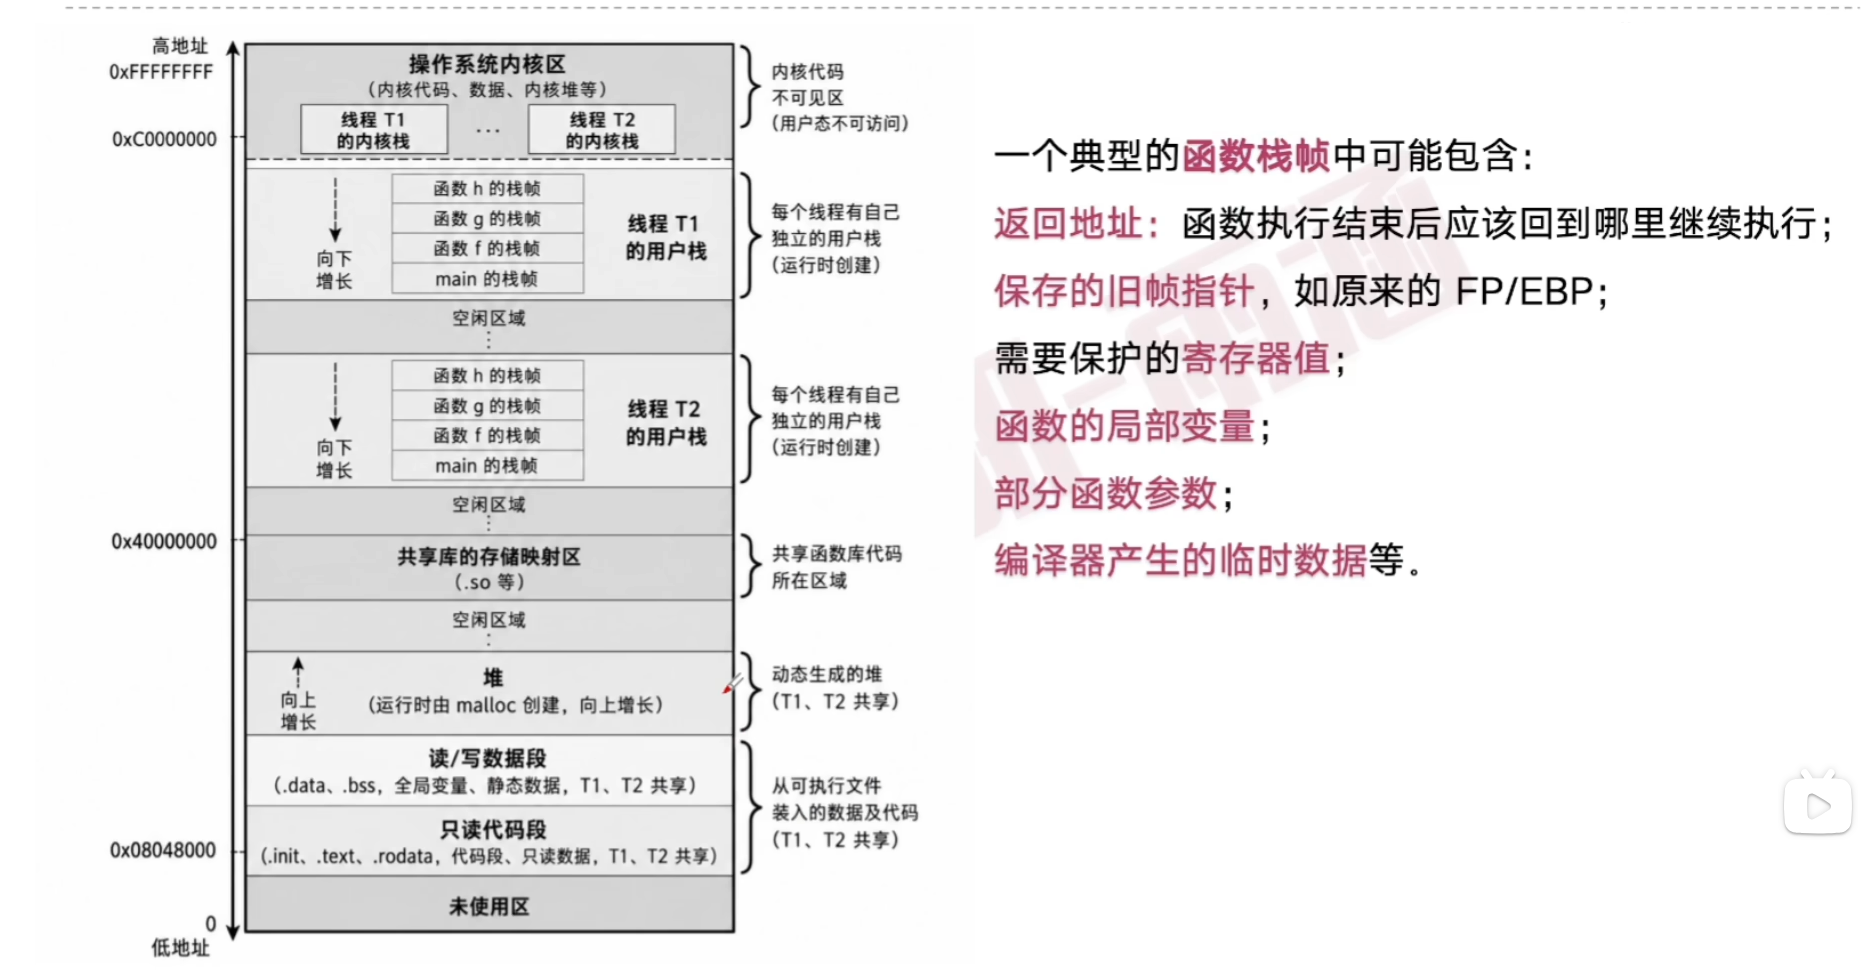 高地址
0xFFFFFFFF
操作系统内核区
（内核代码、数据、内核堆等）
线程 T1
的内核栈
...
线程 T2
的内核栈
0xC0000000
内核代码
不可见区
（用户态不可访问）
向下
增长
函数 h 的栈帧
函数 g 的栈帧
函数 f 的栈帧
main 的栈帧
线程 T1
的用户栈
每个线程有自己
独立的用户栈
（运行时创建）
空闲区域
⋮
向下
增长
函数 h 的栈帧
函数 g 的栈帧
函数 f 的栈帧
main 的栈帧
线程 T2
的用户栈
每个线程有自己
独立的用户栈
（运行时创建）
空闲区域
⋮
0x40000000
共享库的存储映射区
（.so 等）
共享函数库代码
所在区域
空闲区域
⋮
向上
增长
堆
（运行时由 malloc 创建，向上增长）
动态生成的堆
（T1、T2 共享）
读/写数据段
（.data、.bss，全局变量、静态数据，T1、T2 共享）
只读代码段
（.init、.text、.rodata，代码段、只读数据，T1、T2 共享）
从可执行文件
装入的数据及代码
（T1、T2 共享）
0x08048000
未使用区
0
低地址
一个典型的函数栈帧中可能包含：
返回地址：函数执行结束后应该回到哪里继续执行；
保存的旧帧指针，如原来的 FP/EBP；
需要保护的寄存器值；
函数的局部变量；
部分函数参数；
编译器产生的临时数据等。